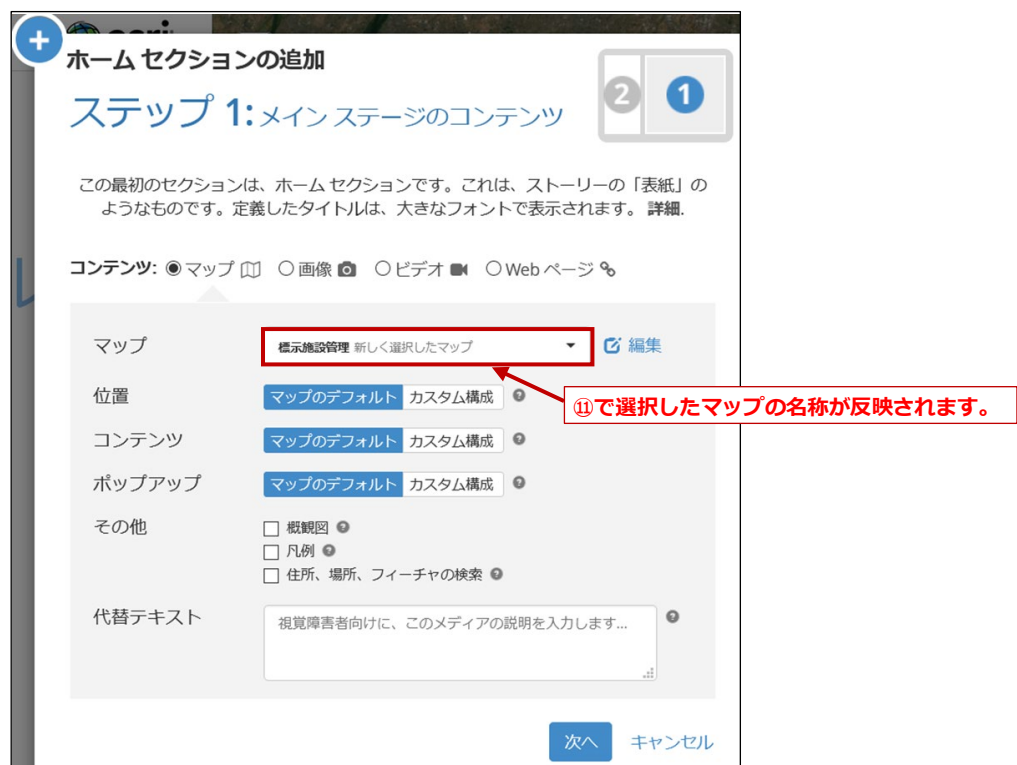 esri
ホーム セクションの追加
ステップ 1: メイン ステージのコンテンツ
2 1
この最初のセクションは、ホーム セクションです。これは、ストーリーの「表紙」の
ようなものです。定義したタイトルは、大きなフォントで表示されます。 詳細.
コンテンツ: マップ 画像 ビデオ Web ページ
マップ 標示施設管理 新しく選択したマップ 編集
⑪で選択したマップの名称が反映されます。
位置 マップのデフォルト カスタム構成
コンテンツ マップのデフォルト カスタム構成
ポップアップ マップのデフォルト カスタム構成
その他 概観図
凡例
住所、場所、フィーチャの検索
代替テキスト 視覚障害者向けに、このメディアの説明を入力します...
次へ キャンセル